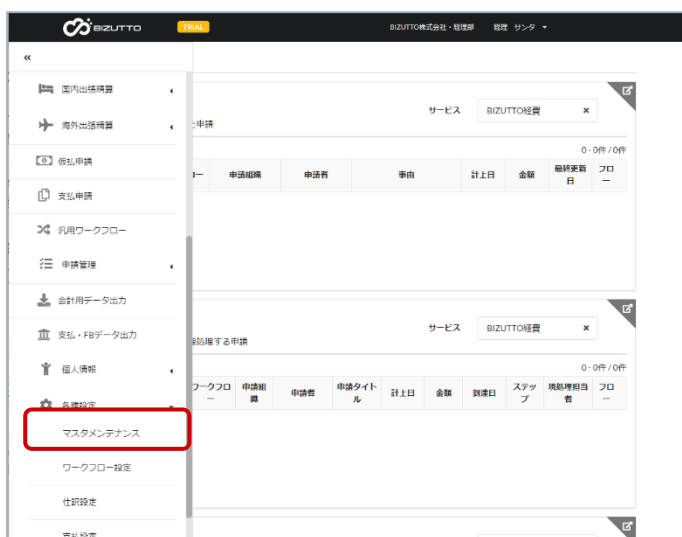 BIZUTTO TRIAL BIZUTTO株式会社・経理部 経理 サンタ
«
国内出張精算
海外出張精算
仮払申請
支払申請
汎用ワークフロー
申請管理
会計用データ出力
支払・FBデータ出力
個人情報
各種設定
マスタメンテナンス
ワークフロー設定
仕訳設定
支払設定
サービス BIZUTTO経費 ×
た申請
0 - 0件 / 0件
ロー 申請組織 申請者 事由 計上日 金額 最終更新日 フロー
サービス BIZUTTO経費 ×
処理する申請
0 - 0件 / 0件
ワークフロー 申請組織 申請者 申請タイトル 計上日 金額 到達日 ステップ 現処理担当者 フロー